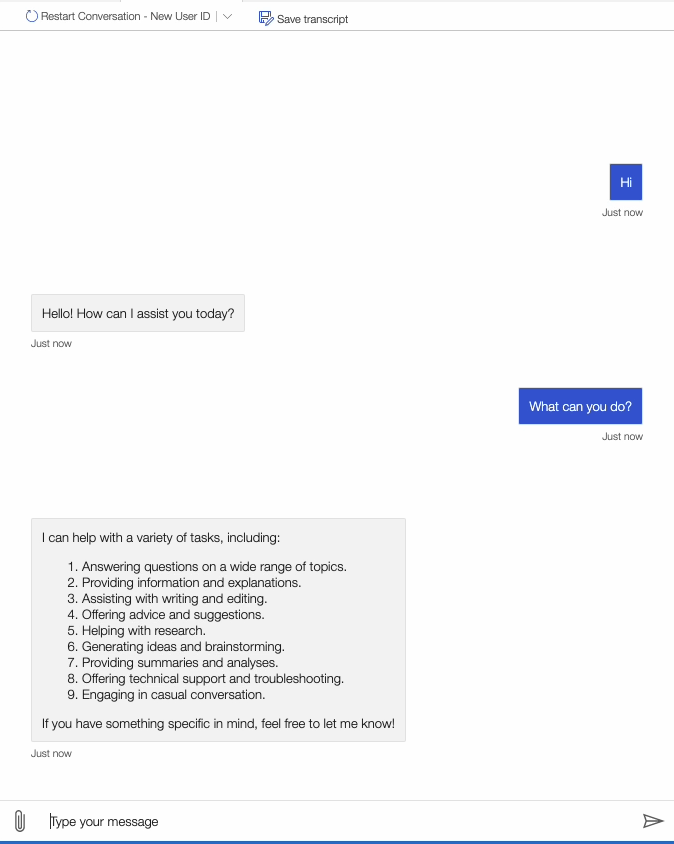 Restart Conversation - New User ID
Save transcript
Hi
Just now
Hello! How can I assist you today?
Just now
What can you do?
Just now
I can help with a variety of tasks, including:
1. Answering questions on a wide range of topics.
2. Providing information and explanations.
3. Assisting with writing and editing.
4. Offering advice and suggestions.
5. Helping with research.
6. Generating ideas and brainstorming.
7. Providing summaries and analyses.
8. Offering technical support and troubleshooting.
9. Engaging in casual conversation.
If you have something specific in mind, feel free to let me know!
Just now
Type your message